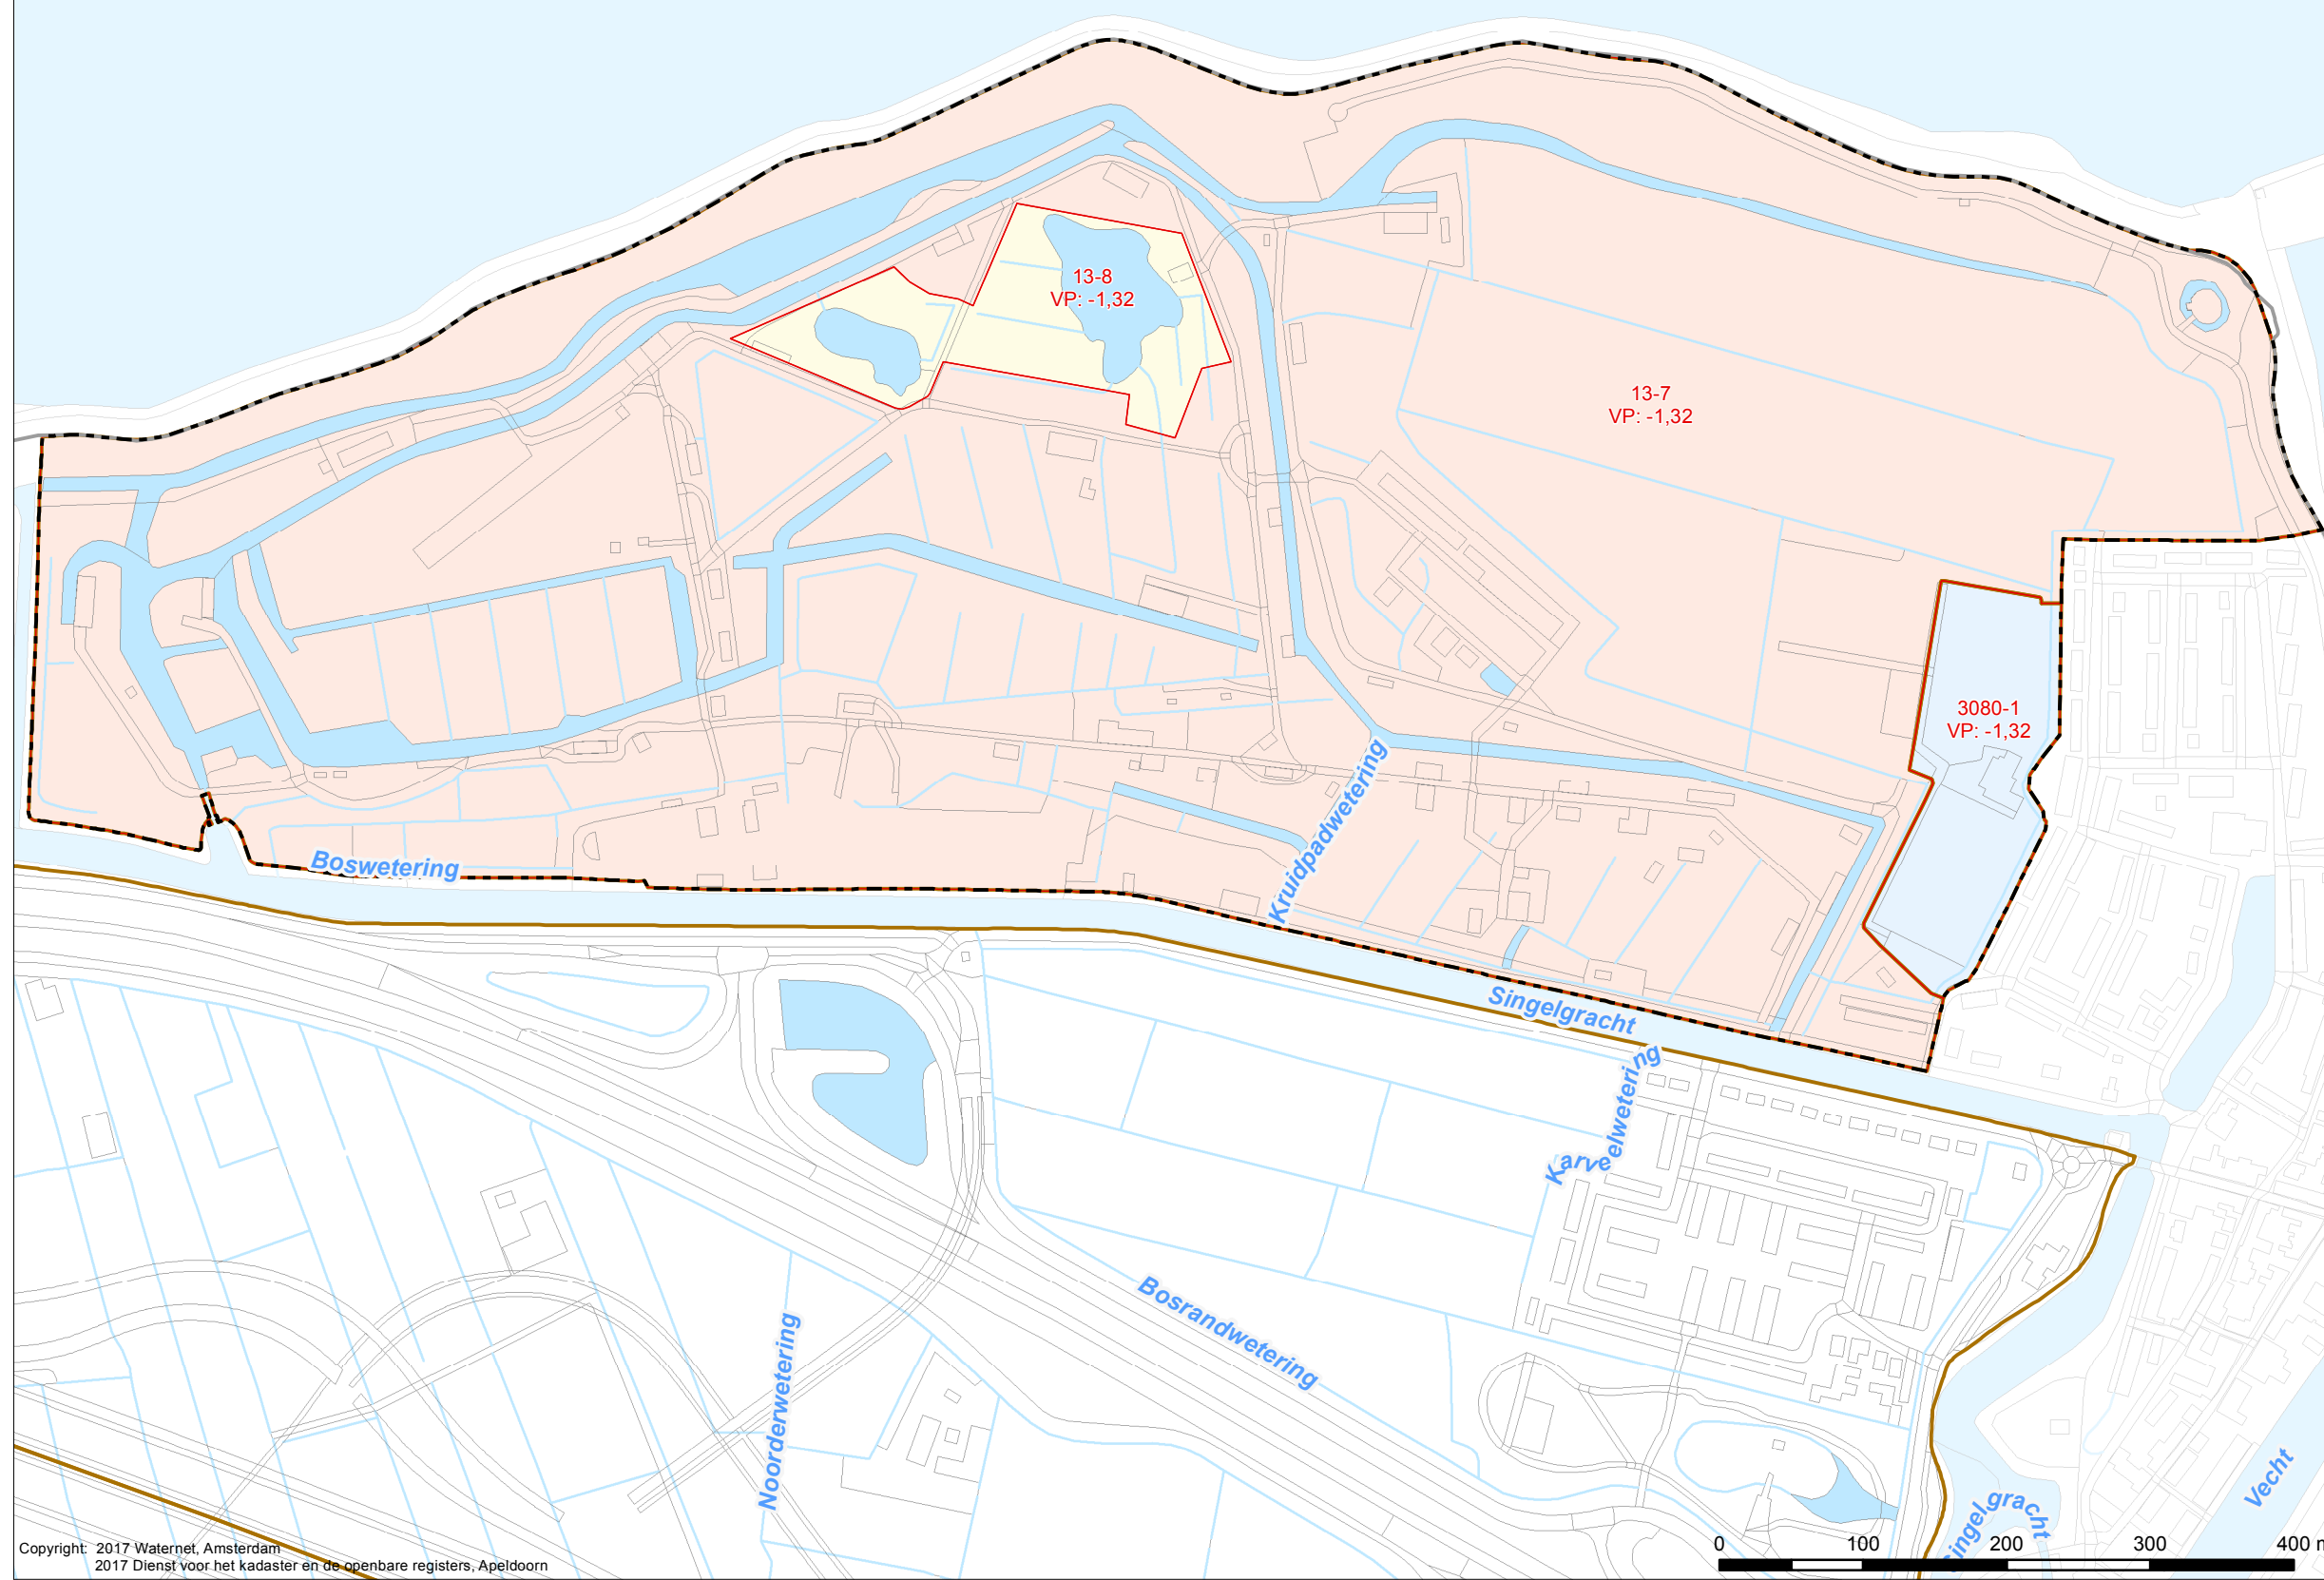 13-8
VP: -1,32
13-7
VP: -1,32
3080-1
VP: -1,32
Boswetering
Kruidpadwetering
Singelgracht
Karveelwetering
Bosrandwetering
Noorderwetering
Singelgracht
Vecht
0 100 200 300 400 m
Copyright: 2017 Waternet, Amsterdam
2017 Dienst voor het kadaster en de openbare registers, Apeldoorn